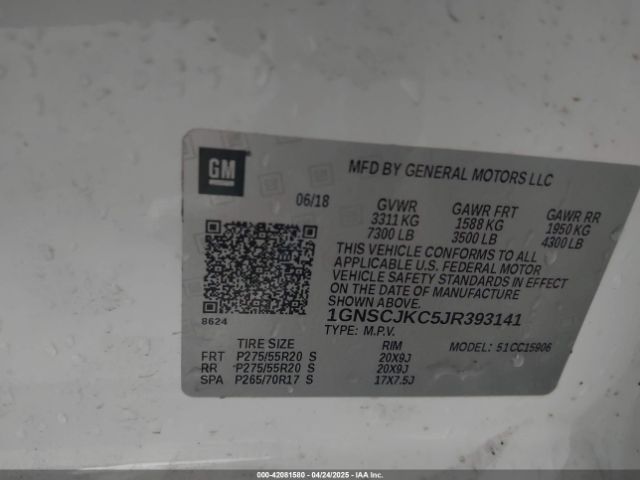 GM
MFD BY GENERAL MOTORS LLC
06/18
GVWR
3311 KG
7300 LB
GAWR FRT
1588 KG
3500 LB
GAWR RR
1950 KG
4300 LB
THIS VEHICLE CONFORMS TO ALL
APPLICABLE U.S. FEDERAL MOTOR
VEHICLE SAFETY STANDARDS IN EFFECT
ON THE DATE OF MANUFACTURE
SHOWN ABOVE.
1GNSCJKC5JR393141
8624
TYPE: M.P.V.
MODEL: 51CC15906
TIRE SIZE RIM
FRT P275/55R20 S 20X9J
RR P275/55R20 S 20X9J
SPA P265/70R17 S 17X7.5J
000-42081580 - 04/24/2025 - IAAI.COM